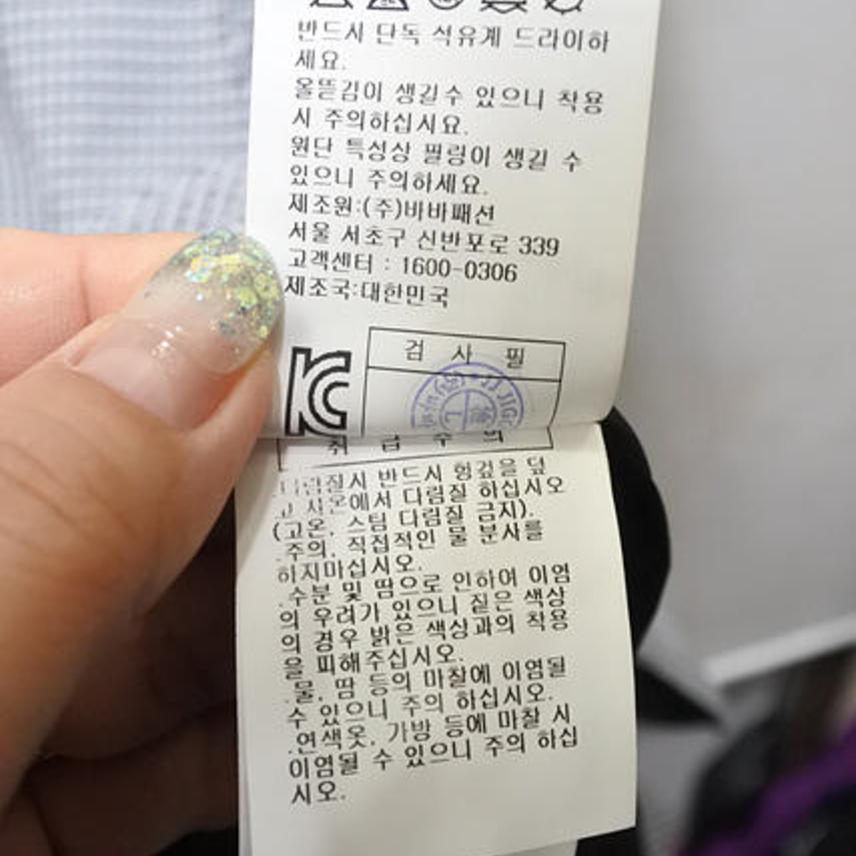 반드시 단독 석유계 드라이하
세요.
올뜯김이 생길수 있으니 착용
시 주의하십시요.
원단 특성상 필링이 생길 수
있으니 주의하세요.
제조원:(주)바바패션
서울 서초구 신반포로 339
고객센터 : 1600-0306
제조국:대한민국
검 사 필
취 급 주 의
다림질시 반드시 헝겊을 덮
고 저온에서 다림질 하십시오
(고온, 스팀 다림질 금지).
.주의, 직접적인 물 분사를
하지마십시오.
.수분 및 땀으로 인하여 이염
의 우려가 있으니 짙은 색상
의 경우 밝은 색상과의 착용
을 피해주십시오.
.물, 땀 등의 마찰에 이염될
수 있으니 주의 하십시오.
.연색옷, 가방 등에 마찰 시
이염될 수 있으니 주의 하십
시오.